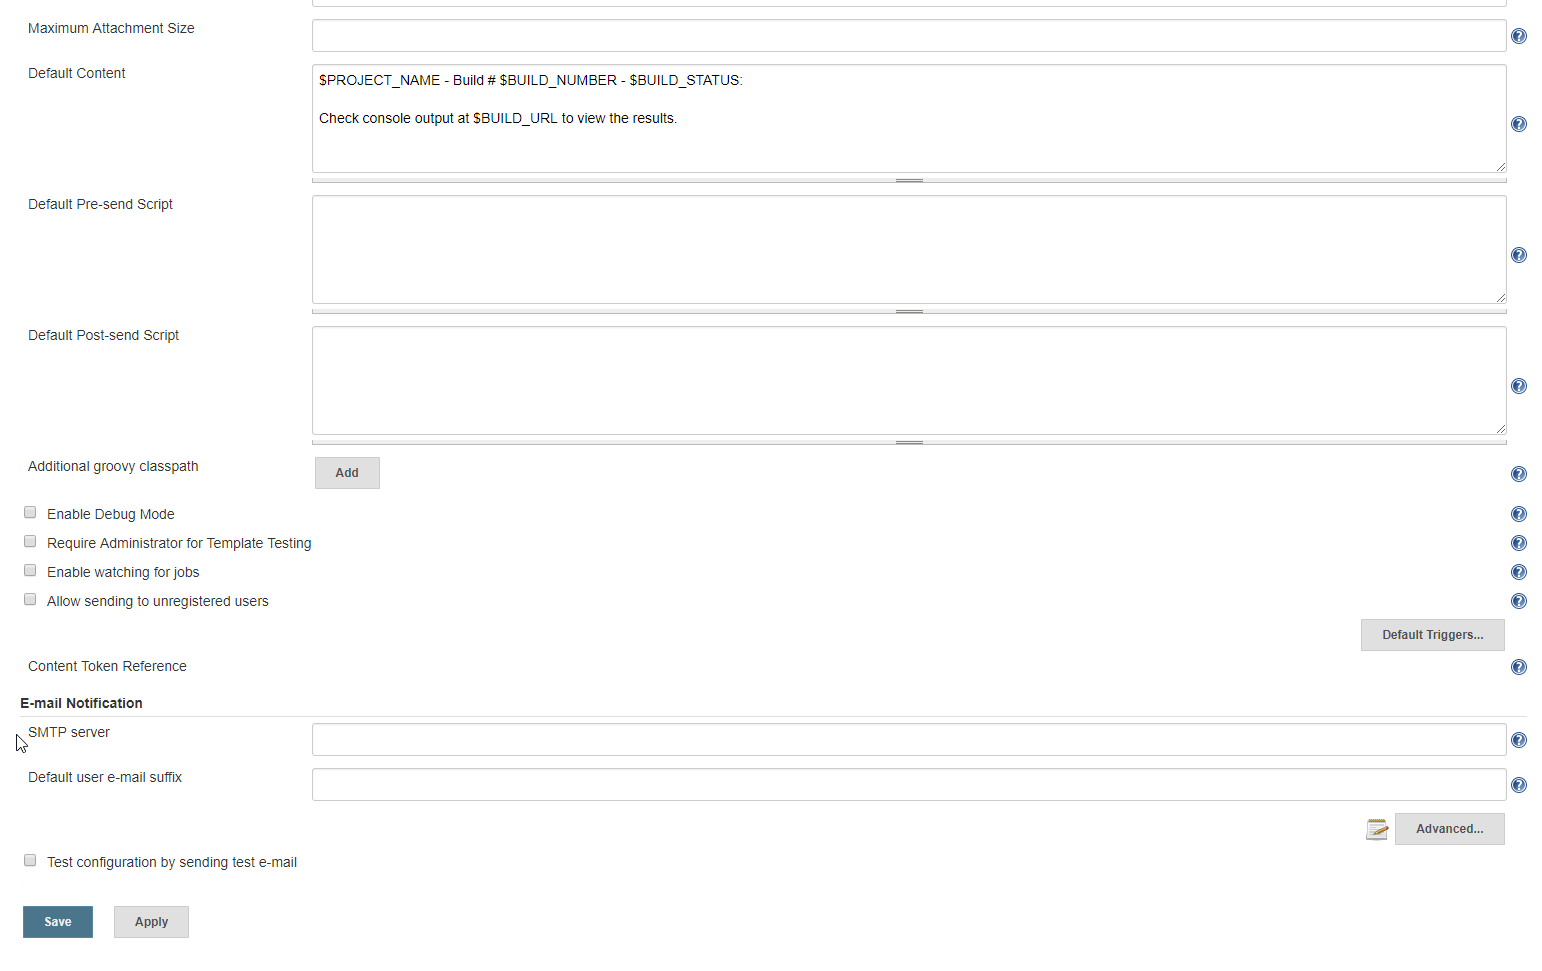 Maximum Attachment Size
Default Content
$PROJECT_NAME - Build # $BUILD_NUMBER - $BUILD_STATUS:
Check console output at $BUILD_URL to view the results.
Default Pre-send Script
Default Post-send Script
Additional groovy classpath
Add
Enable Debug Mode
Require Administrator for Template Testing
Enable watching for jobs
Allow sending to unregistered users
Default Triggers...
Content Token Reference
E-mail Notification
SMTP server
Default user e-mail suffix
Advanced...
Test configuration by sending test e-mail
Save Apply